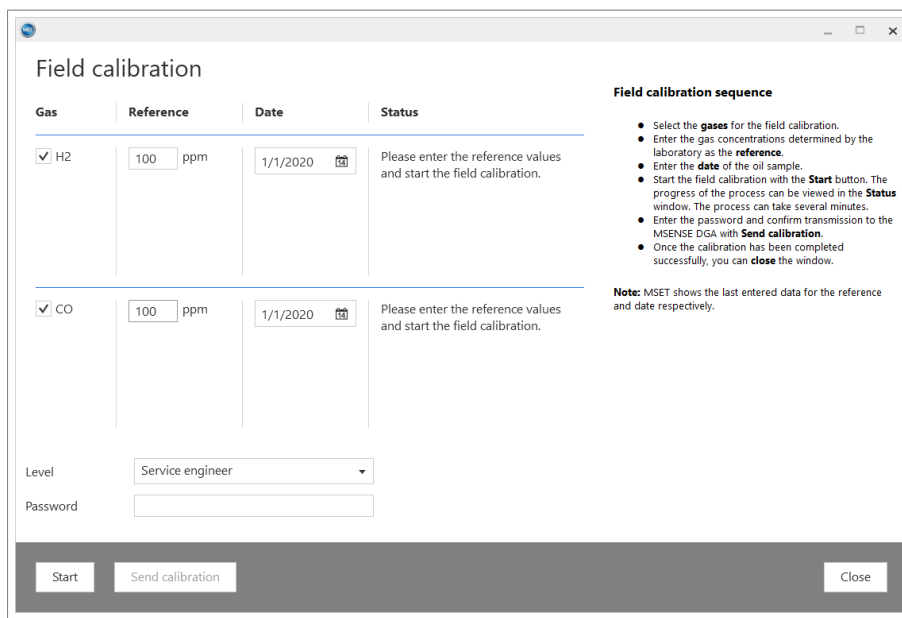 Field calibration
Gas Reference Date Status
H2 100 ppm 1/1/2020 14 Please enter the reference values
and start the field calibration.
CO 100 ppm 1/1/2020 14 Please enter the reference values
and start the field calibration.
Level Service engineer
Password
Start Send calibration Close
Field calibration sequence
● Select the gases for the field calibration.
● Enter the gas concentrations determined by the
laboratory as the reference.
● Enter the date of the oil sample.
● Start the field calibration with the Start button. The
progress of the process can be viewed in the Status
window. The process can take several minutes.
● Enter the password and confirm transmission to the
MSENSE DGA with Send calibration.
● Once the calibration has been completed
successfully, you can close the window.
Note: MSET shows the last entered data for the reference
and date respectively.